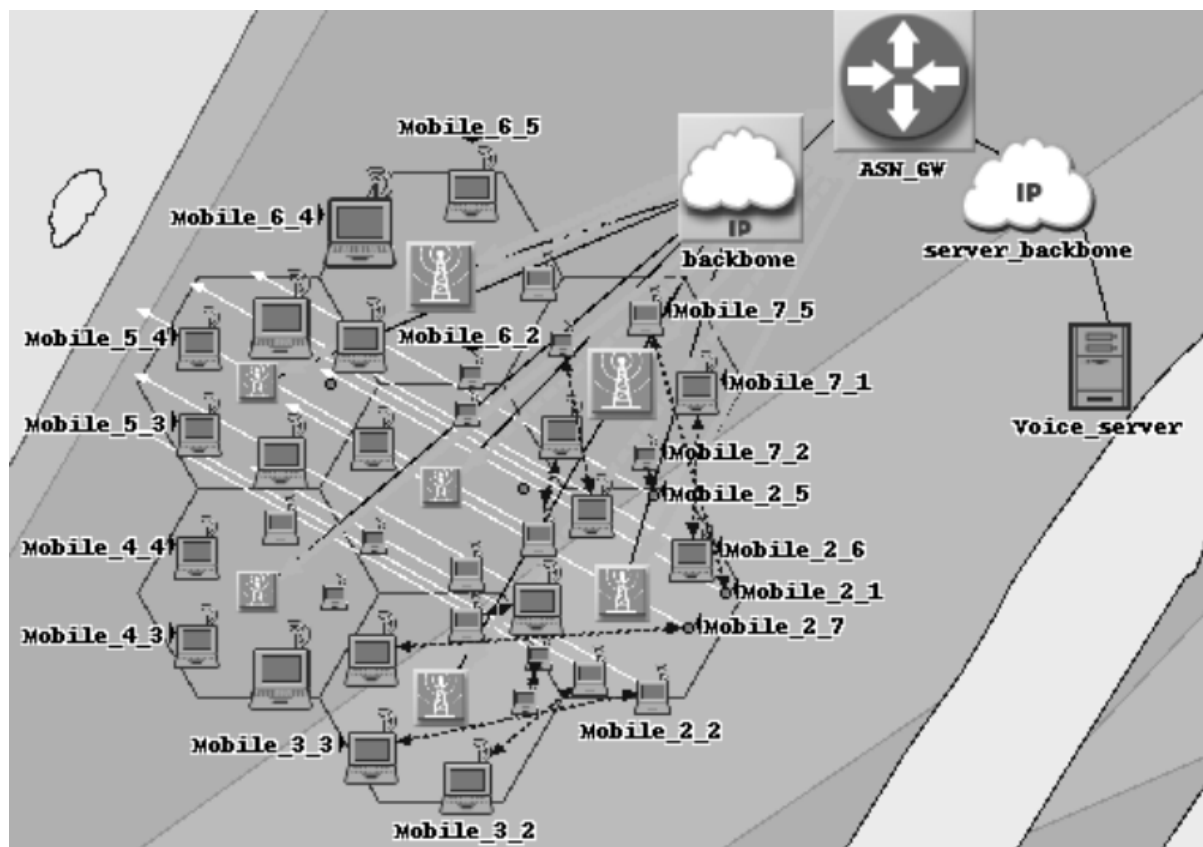 Mobile_6_5
ASN_GW
IP
Mobile_6_4
IP
backbone
server_backbone
Mobile_7_5
Mobile_5_4
Mobile_6_2
Mobile_7_1
Mobile_5_3
Voice_server
Mobile_7_2
Mobile_2_5
Mobile_4_4
Mobile_2_6
Mobile_2_1
Mobile_4_3
Mobile_2_7
Mobile_2_2
Mobile_3_3
Mobile_3_2